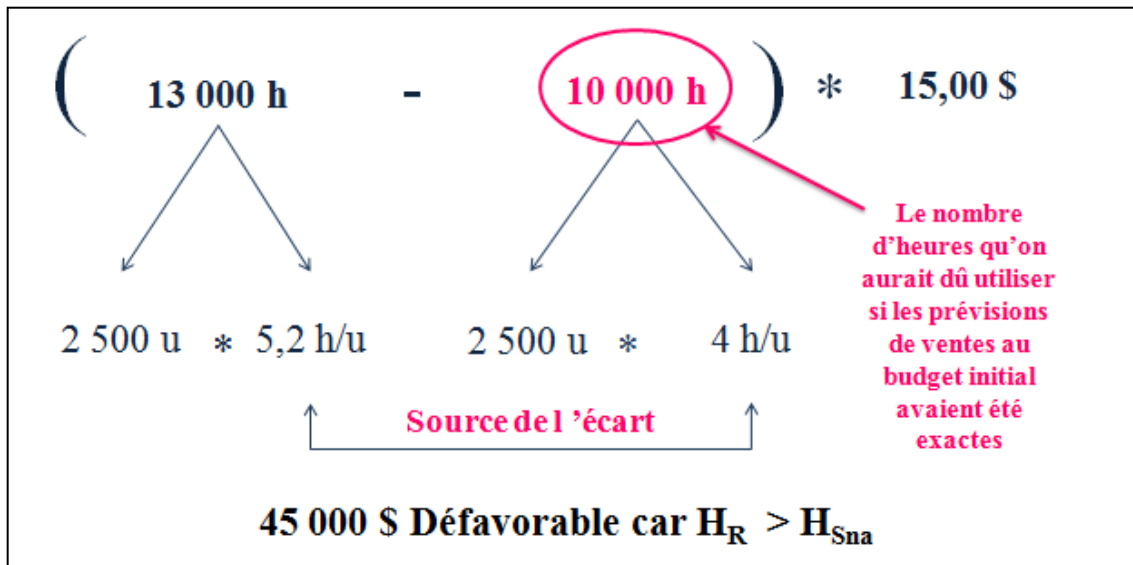 ( 13 000 h - 10 000 h ) * 15,00 $
Le nombre
d’heures qu’on
aurait dû utiliser
si les prévisions
de ventes au
budget initial
avaient été
exactes
2 500 u * 5,2 h/u 2 500 u * 4 h/u
Source de l ’écart
45 000 $ Défavorable car HR > HSna